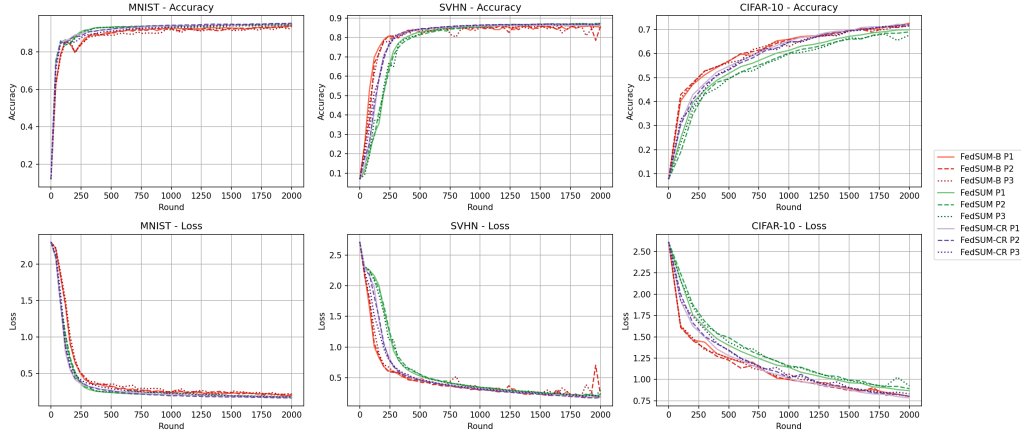 MNIST - Accuracy
Accuracy
0.8
0.6
0.4
0.2
0 250 500 750 1000 1250 1500 1750 2000
Round
SVHN - Accuracy
Accuracy
0.9
0.8
0.7
0.6
0.5
0.4
0.3
0.2
0.1
0 250 500 750 1000 1250 1500 1750 2000
Round
CIFAR-10 - Accuracy
Accuracy
0.7
0.6
0.5
0.4
0.3
0.2
0.1
0 250 500 750 1000 1250 1500 1750 2000
Round
MNIST - Loss
Loss
2.0
1.5
1.0
0.5
0 250 500 750 1000 1250 1500 1750 2000
Round
SVHN - Loss
Loss
2.5
2.0
1.5
1.0
0.5
0 250 500 750 1000 1250 1500 1750 2000
Round
CIFAR-10 - Loss
Loss
2.50
2.25
2.00
1.75
1.50
1.25
1.00
0.75
0 250 500 750 1000 1250 1500 1750 2000
Round
FedSUM-B P1
FedSUM-B P2
FedSUM-B P3
FedSUM P1
FedSUM P2
FedSUM P3
FedSUM-CR P1
FedSUM-CR P2
FedSUM-CR P3